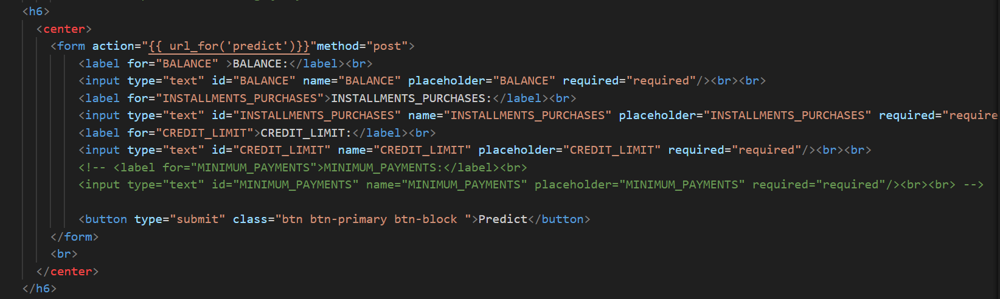 <h6>
<center>
<form action="{{ url_for('predict')}}"method="post">
<label for="BALANCE" >BALANCE:</label><br>
<input type="text" id="BALANCE" name="BALANCE" placeholder="BALANCE" required="required"/><br><br>
<label for="INSTALLMENTS_PURCHASES">INSTALLMENTS_PURCHASES:</label><br>
<input type="text" id="INSTALLMENTS_PURCHASES" name="INSTALLMENTS_PURCHASES" placeholder="INSTALLMENTS_PURCHASES" required="require
<label for="CREDIT_LIMIT">CREDIT_LIMIT:</label><br>
<input type="text" id="CREDIT_LIMIT" name="CREDIT_LIMIT" placeholder="CREDIT_LIMIT" required="required"/><br><br>
<!-- <label for="MINIMUM_PAYMENTS">MINIMUM_PAYMENTS:</label><br>
<input type="text" id="MINIMUM_PAYMENTS" name="MINIMUM_PAYMENTS" placeholder="MINIMUM_PAYMENTS" required="required"/><br><br> -->
<button type="submit" class="btn btn-primary btn-block ">Predict</button>
</form>
<br>
</center>
</h6>